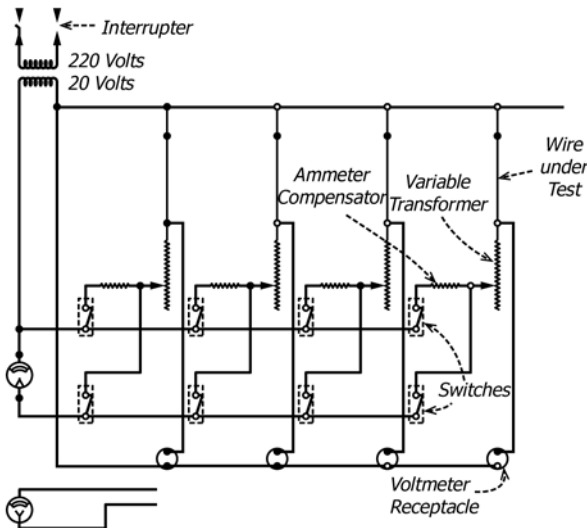 Interrupter
220 Volts
20 Volts
Wire
under
Test
Ammeter
Compensator
Variable
Transformer
Switches
Voltmeter
Receptacle
A
V